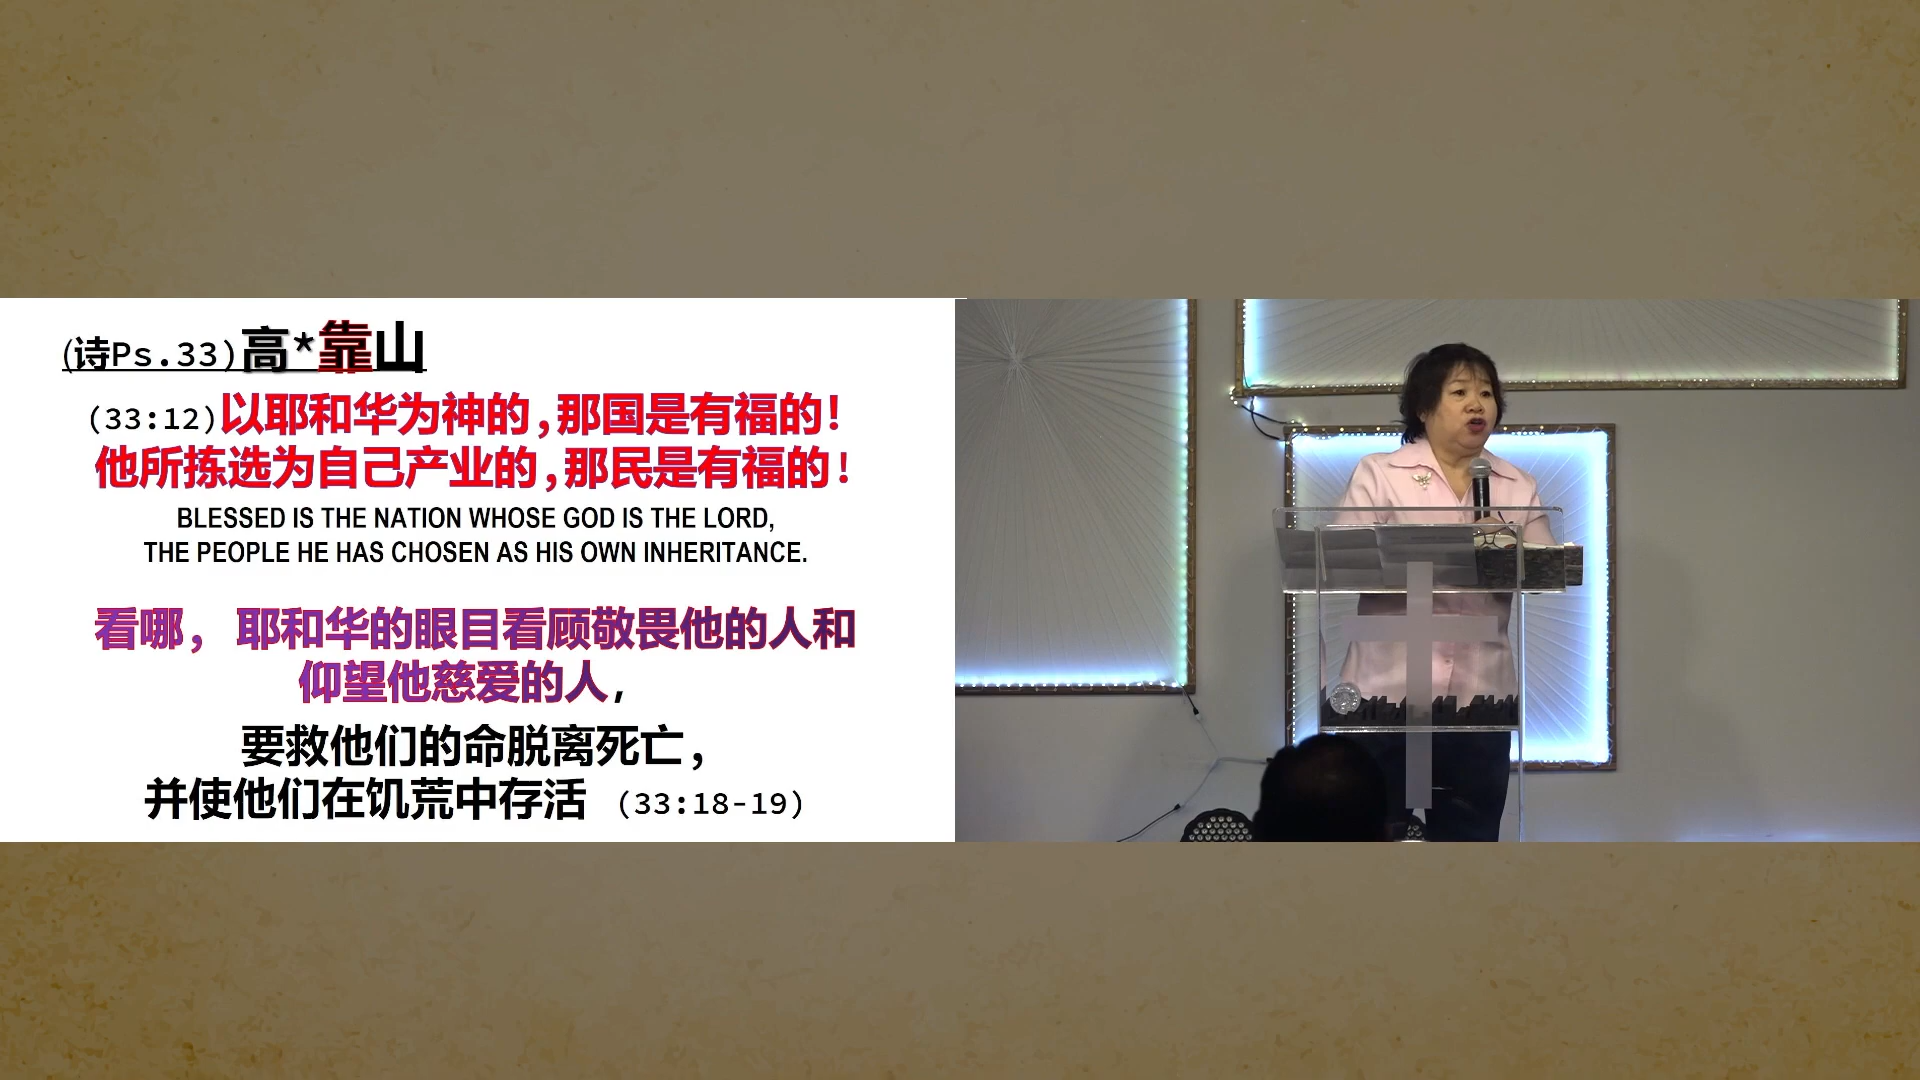 (诗Ps.33)高*靠山
(33:12)以耶和华为神的,那国是有福的!
他所拣选为自己产业的,那民是有福的!
BLESSED IS THE NATION WHOSE GOD IS THE LORD,
THE PEOPLE HE HAS CHOSEN AS HIS OWN INHERITANCE.
看哪， 耶和华的眼目看顾敬畏他的人和
仰望他慈爱的人，
要救他们的命脱离死亡，
并使他们在饥荒中存活 (33:18-19)